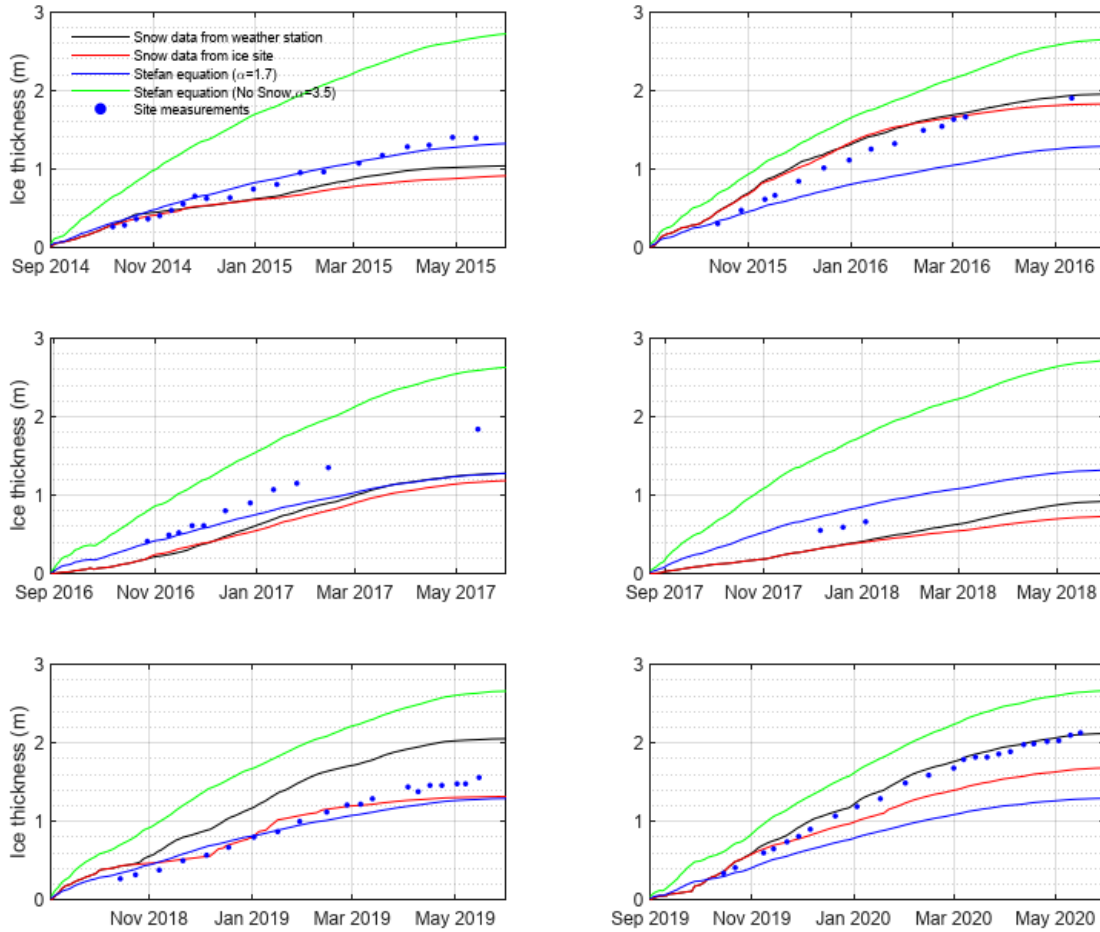 3
2
1
0
Ice thickness (m)
Snow data from weather station
Snow data from ice site
Stefan equation (α=1.7)
Stefan equation (No Snow,α=3.5)
Site measurements
Sep 2014 Nov 2014 Jan 2015 Mar 2015 May 2015
3
2
1
0
Nov 2015 Jan 2016 Mar 2016 May 2016
3
2
1
0
Ice thickness (m)
Sep 2016 Nov 2016 Jan 2017 Mar 2017 May 2017
3
2
1
0
Sep 2017 Nov 2017 Jan 2018 Mar 2018 May 2018
3
2
1
0
Ice thickness (m)
Nov 2018 Jan 2019 Mar 2019 May 2019
3
2
1
0
Sep 2019 Nov 2019 Jan 2020 Mar 2020 May 2020